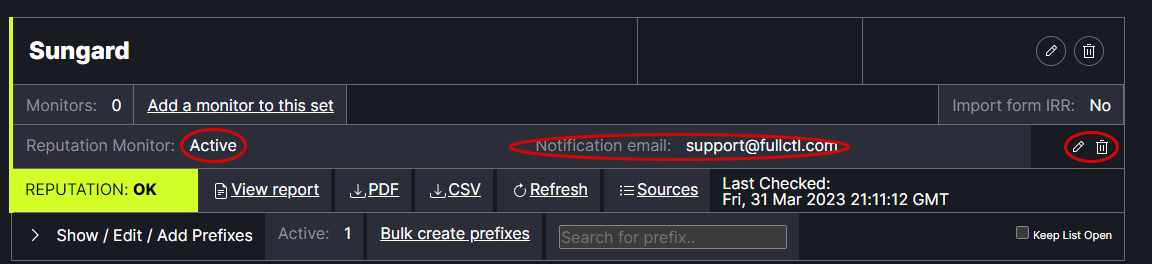 Sungard
Monitors: 0 Add a monitor to this set Import form IRR: No
Reputation Monitor: Active Notification email: support@fullctl.com
REPUTATION: OK View report PDF CSV Refresh Sources Last Checked:
Fri, 31 Mar 2023 21:11:12 GMT
Show / Edit / Add Prefixes Active: 1 Bulk create prefixes Search for prefix.. Keep List Open